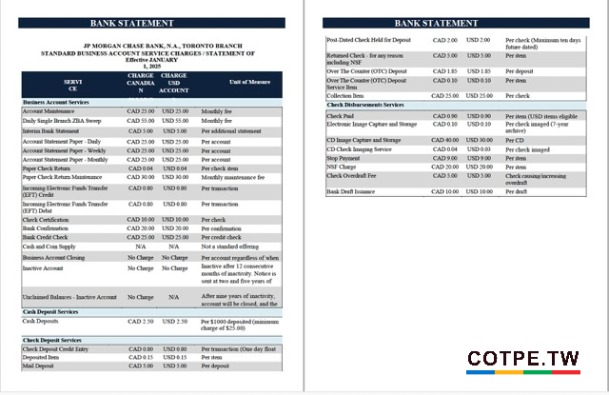 BANK STATEMENT
JP MORGAN CHASE BANK, N.A., TORONTO BRANCH
STANDARD BUSINESS ACCOUNT SERVICE CHARGES / STATEMENT OF
Effective JANUARY
1, 2025
SERVI CE CHARGE CANADIA N CHARGE USD ACCOUNT Unit of Measure
Business Account Services
Account Maintenance CAD 25.00 USD 25.00 Monthly fee
Daily Single Branch ZBA Sweep CAD 55.00 USD 55.00 Monthly fee
Interim Bank Statement CAD 5.00 USD 5.00 Per additional statement
Account Statement Paper - Daily CAD 25.00 USD 25.00 Per account
Account Statement Paper - Weekly CAD 25.00 USD 25.00 Per account
Account Statement Paper - Monthly CAD 25.00 USD 25.00 Per account
Paper Check Return CAD 0.04 USD 0.04 Per check item
Paper Check Return Maintenance CAD 30.00 USD 30.00 Monthly maintenance fee
Incoming Electronic Funds Transfer CAD 0.80 USD 0.80 Per transaction
(EFT) Credit
Incoming Electronic Funds Transfer CAD 0.80 USD 0.80 Per transaction
(EFT) Debit
Check Certification CAD 10.00 USD 10.00 Per check
Bank Confirmation CAD 20.00 USD 20.00 Per confirmation
Bank Credit Check CAD 25.00 USD 25.00 Per credit check
Cash and Coin Supply N/A N/A Not a standard offering
Business Account Closing No Charge No Charge Per account regardless of when
Inactive Account No Charge No Charge Inactive after 12 consecutive
months of inactivity. Notice is
sent at two and five years of
Unclaimed Balances - Inactive Account No Charge N/A After nine years of inactivity,
account will be closed, and the
Cash Deposit Services
Cash Deposits CAD 2.50 USD 2.50 Per $1000 deposited (minimum
charge of $25.00)
Check Deposit Services
Check Deposit Credit Entry CAD 0.80 USD 0.80 Per transaction (One day float
Deposited Item CAD 0.15 USD 0.15 Per item
Mail Deposit CAD 5.00 USD 5.00 Per deposit
BANK STATEMENT
Post-Dated Check Held for Deposit CAD 2.00 USD 2.00 Per check (Maximum ten days
future dated)
Returned Check - for any reason CAD 5.00 USD 5.00 Per item
including NSF
Over The Counter (OTC) Deposit CAD 1.85 USD 1.85 Per deposit
Over The Counter (OTC) Deposit CAD 0.10 USD 0.10 Per item
Service Item
Collection Item CAD 25.00 USD 25.00 Per check
Check Disbursements Services
Check Paid CAD 0.90 USD 0.90 Per item (USD items eligible
Electronic Image Capture and Storage CAD 0.10 USD 0.10 Per check imaged (7-year
archive)
CD Image Capture and Storage CAD 40.00 USD 30.00 Per CD
CD Check Imaging Service CAD 0.04 USD 0.03 Per check imaged
Stop Payment CAD 9.00 USD 9.00 Per item
NSF Charge CAD 20.00 USD 20.00 Per item
Check Overdraft Fee CAD 5.00 USD 5.00 Check causing/increasing
overdraft
Bank Draft Issuance CAD 10.00 USD 10.00 Per draft
COTPE.TW